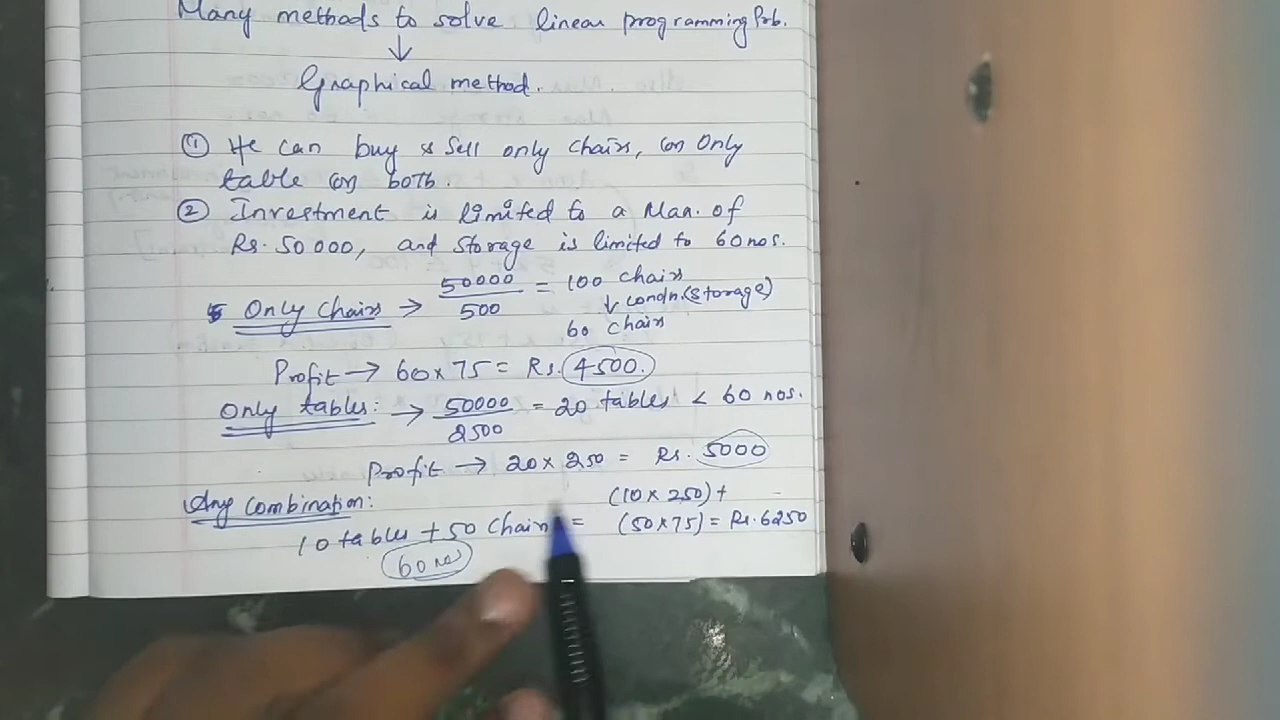 Many methods to solve linear programming Prb.
↓
Graphical method.
① He can buy & sell only chairs, or only
table or both.
② Investment is limited to a Max. of
Rs. 50000, and storage is limited to 60 nos.
Only chairs → 50000/500 = 100 chairs
↓ condn.(storage)
60 chairs
Profit → 60 x 75 = Rs. 4500.
Only tables: → 50000/2500 = 20 tables < 60 nos.
Profit → 20 x 250 = Rs. 5000
Any combination: (10 x 250) +
10 tables + 50 chairs = (50 x 75) = Rs. 6250
60 nos